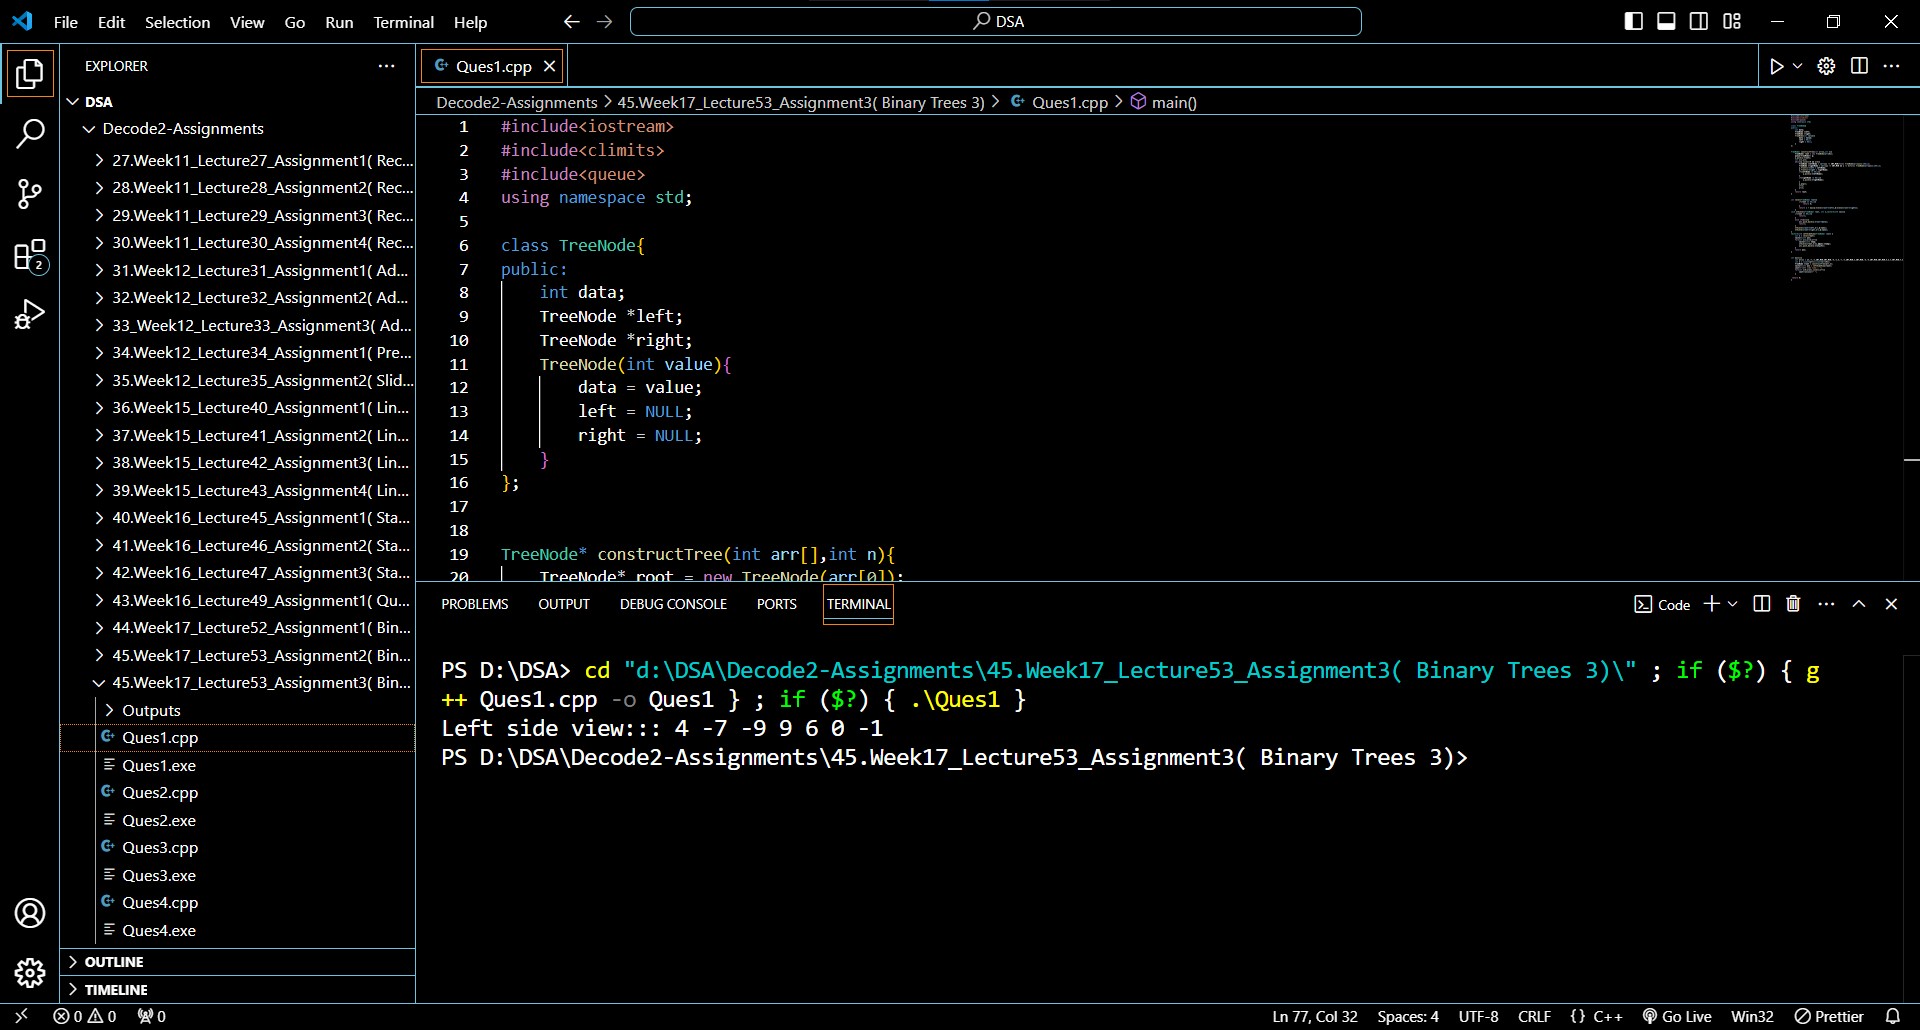 File Edit Selection View Go Run Terminal Help
DSA
EXPLORER
DSA
Decode2-Assignments
27.Week11_Lecture27_Assignment1( Rec...
28.Week11_Lecture28_Assignment2( Rec...
29.Week11_Lecture29_Assignment3( Rec...
30.Week11_Lecture30_Assignment4( Rec...
31.Week12_Lecture31_Assignment1( Ad...
32.Week12_Lecture32_Assignment2( Ad...
33_Week12_Lecture33_Assignment3( Ad...
34.Week12_Lecture34_Assignment1( Pre...
35.Week12_Lecture35_Assignment2( Slid...
36.Week15_Lecture40_Assignment1( Lin...
37.Week15_Lecture41_Assignment2( Lin...
38.Week15_Lecture42_Assignment3( Lin...
39.Week15_Lecture43_Assignment4( Lin...
40.Week16_Lecture45_Assignment1( Sta...
41.Week16_Lecture46_Assignment2( Sta...
42.Week16_Lecture47_Assignment3( Sta...
43.Week16_Lecture49_Assignment1( Qu...
44.Week17_Lecture52_Assignment1( Bin...
45.Week17_Lecture53_Assignment2( Bin...
45.Week17_Lecture53_Assignment3( Bin...
Outputs
Ques1.cpp
Ques1.exe
Ques2.cpp
Ques2.exe
Ques3.cpp
Ques3.exe
Ques4.cpp
Ques4.exe
OUTLINE
TIMELINE
2
Ques1.cpp
Decode2-Assignments > 45.Week17_Lecture53_Assignment3( Binary Trees 3) > Ques1.cpp > main()
1 #include<iostream>
2 #include<climits>
3 #include<queue>
4 using namespace std;
5
6 class TreeNode{
7 public:
8 int data;
9 TreeNode *left;
10 TreeNode *right;
11 TreeNode(int value){
12 data = value;
13 left = NULL;
14 right = NULL;
15 }
16 };
17
18
19 TreeNode* constructTree(int arr[],int n){
20 TreeNode* root = new TreeNode(arr[0]);
PROBLEMS OUTPUT DEBUG CONSOLE PORTS TERMINAL
Code
PS D:\DSA> cd "d:\DSA\Decode2-Assignments\45.Week17_Lecture53_Assignment3( Binary Trees 3)\" ; if ($?) { g
++ Ques1.cpp -o Ques1 } ; if ($?) { .\Ques1 }
Left side view::: 4 -7 -9 9 6 0 -1
PS D:\DSA\Decode2-Assignments\45.Week17_Lecture53_Assignment3( Binary Trees 3)>
0 0 0
Ln 77, Col 32 Spaces: 4 UTF-8 CRLF {} C++ Go Live Win32 Prettier